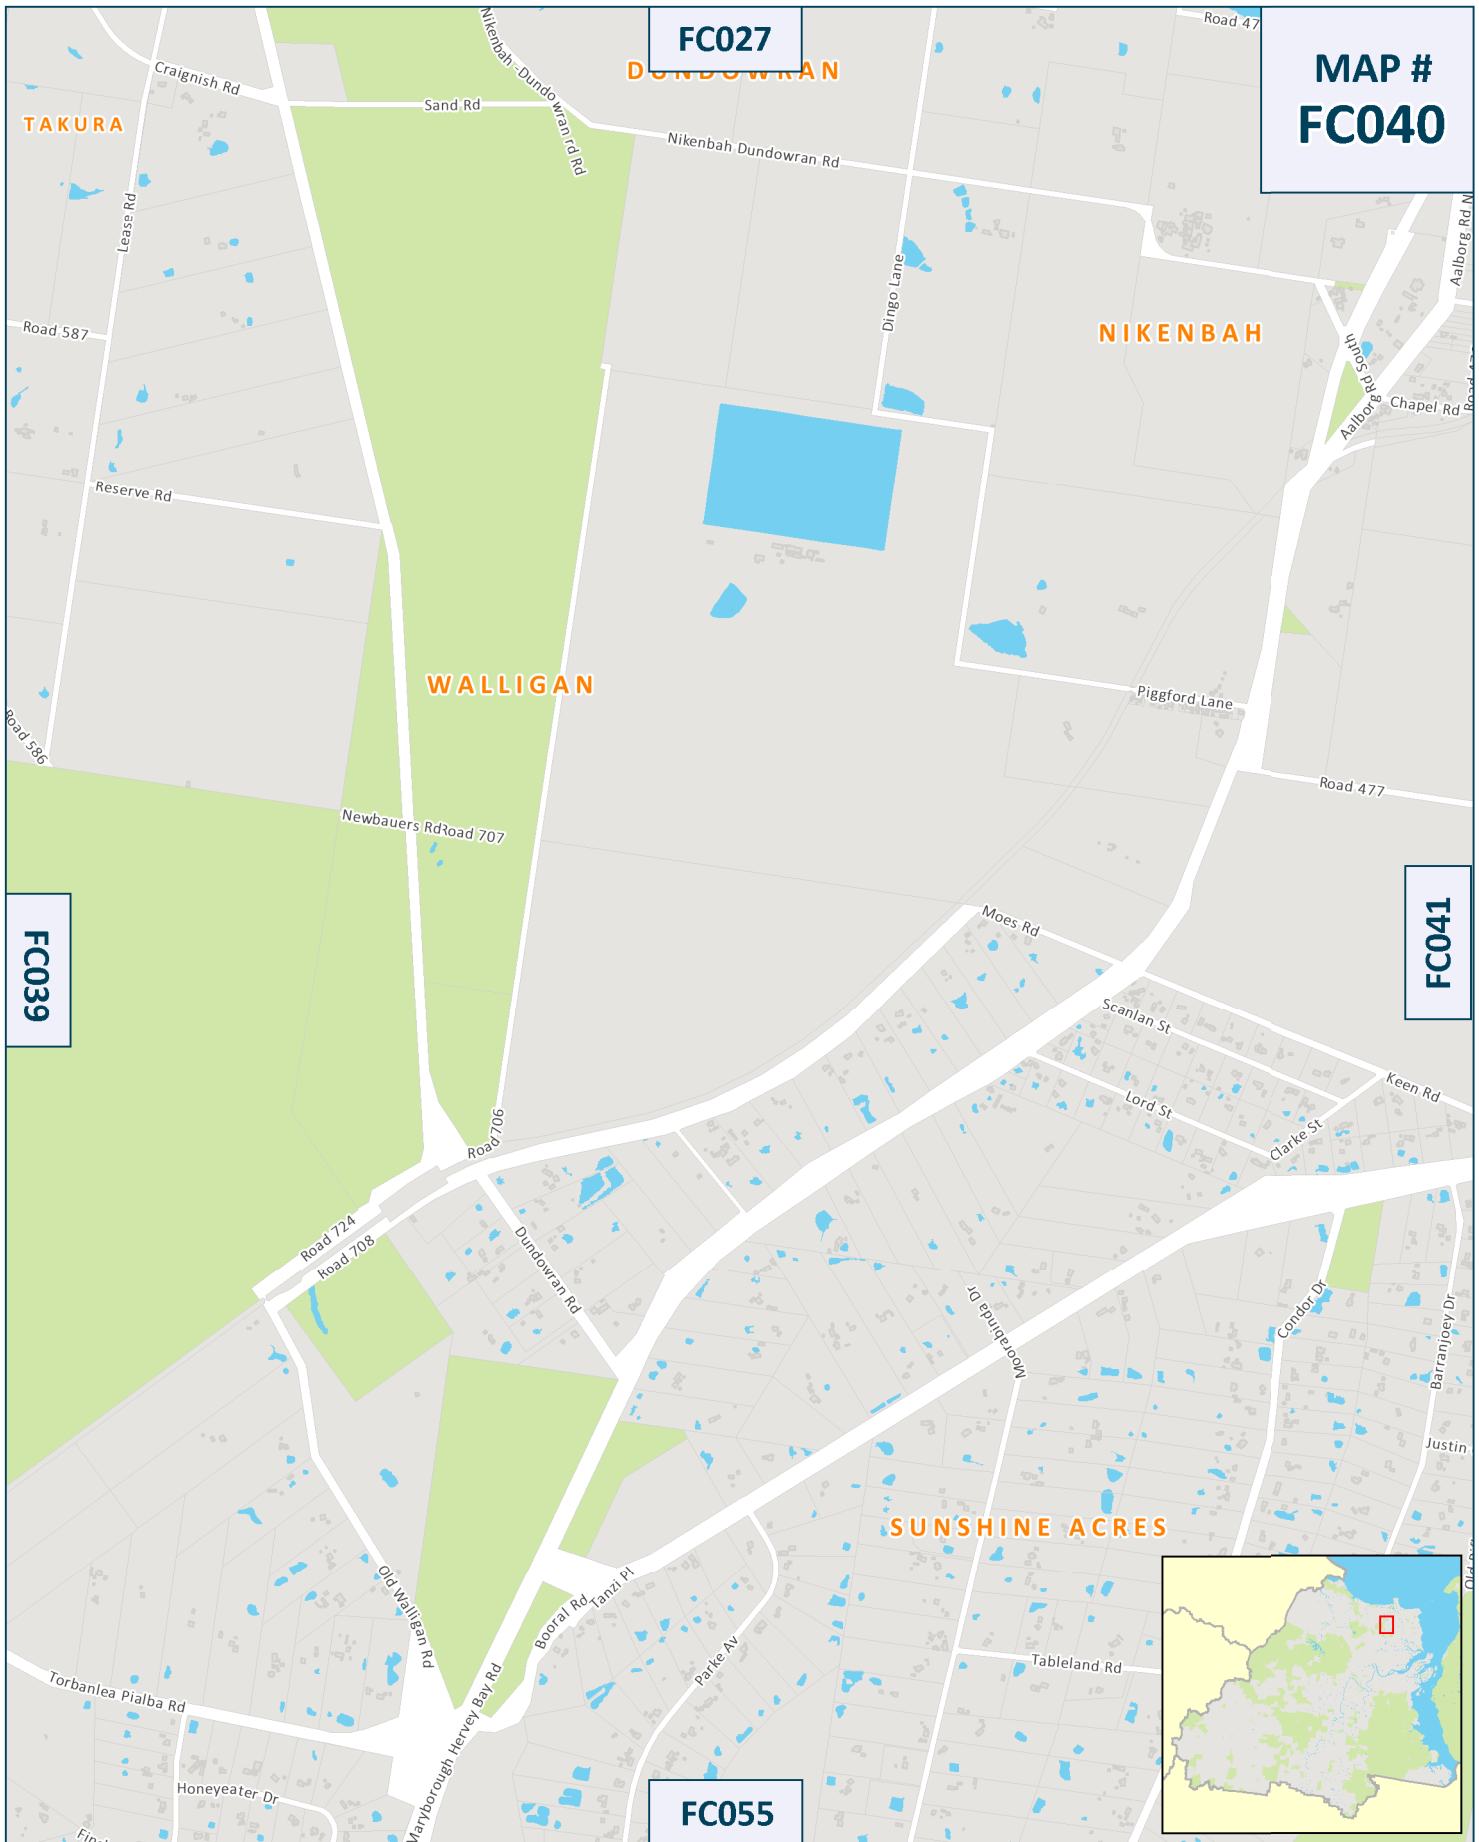 FC027
Road 47
MAP #
FC040
DUNDOWRAN
Nikenbah -Dundowran rd Rd
Craignish Rd
Sand Rd
TAKURA
Nikenbah Dundowran Rd
Lease Rd
Aalborg Rd N
Dingo Lane
Road 587
NIKENBAH
Aalborg Rd South
Chapel Rd
Reserve Rd
WALLIGAN
Piggford Lane
Road 586
Road 477
Newbauers Rd
Road 707
FC039
FC041
Moes Rd
Scanlan St
Keen Rd
Lord St
Clarke St
Road 706
Road 724
Road 708
Dundowran Rd
Moorabinda Dr
Condor Dr
Barranjoey Dr
Justin
SUNSHINE ACRES
Old Walligan Rd
Tanzi Pl
Booral Rd
Parke Av
Tableland Rd
Torbanlea Pialba Rd
Maryborough Hervey Bay Rd
Honeyeater Dr
FC055